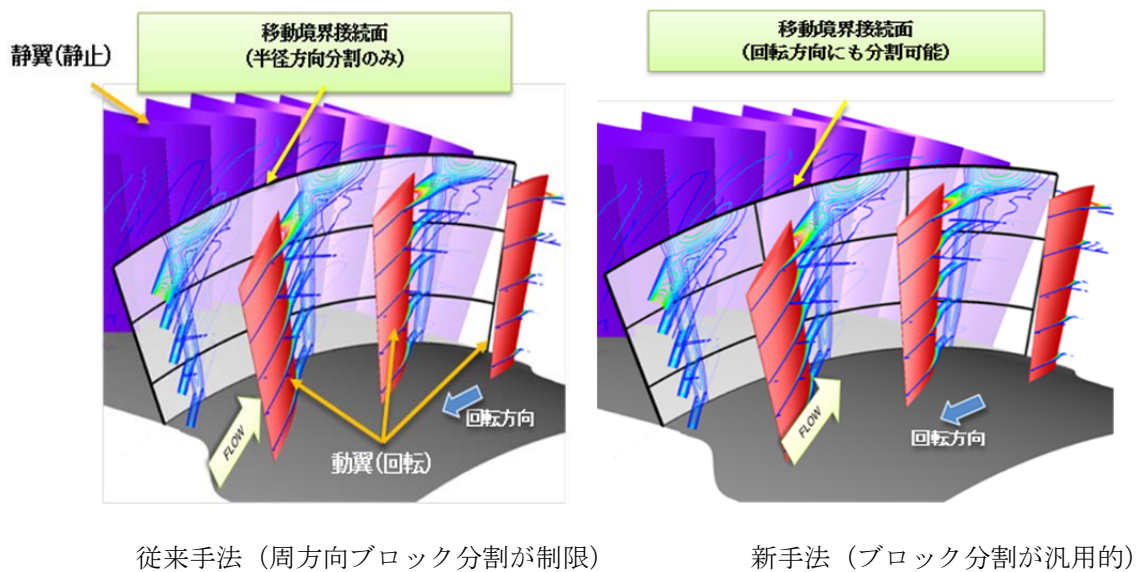 移動境界接続面
(半径方向分割のみ)
静翼(静止)
回転方向
FLOW
動翼(回転)
従来手法（周方向ブロック分割が制限）
移動境界接続面
(回転方向にも分割可能)
FLOW
回転方向
新手法（ブロック分割が汎用的）